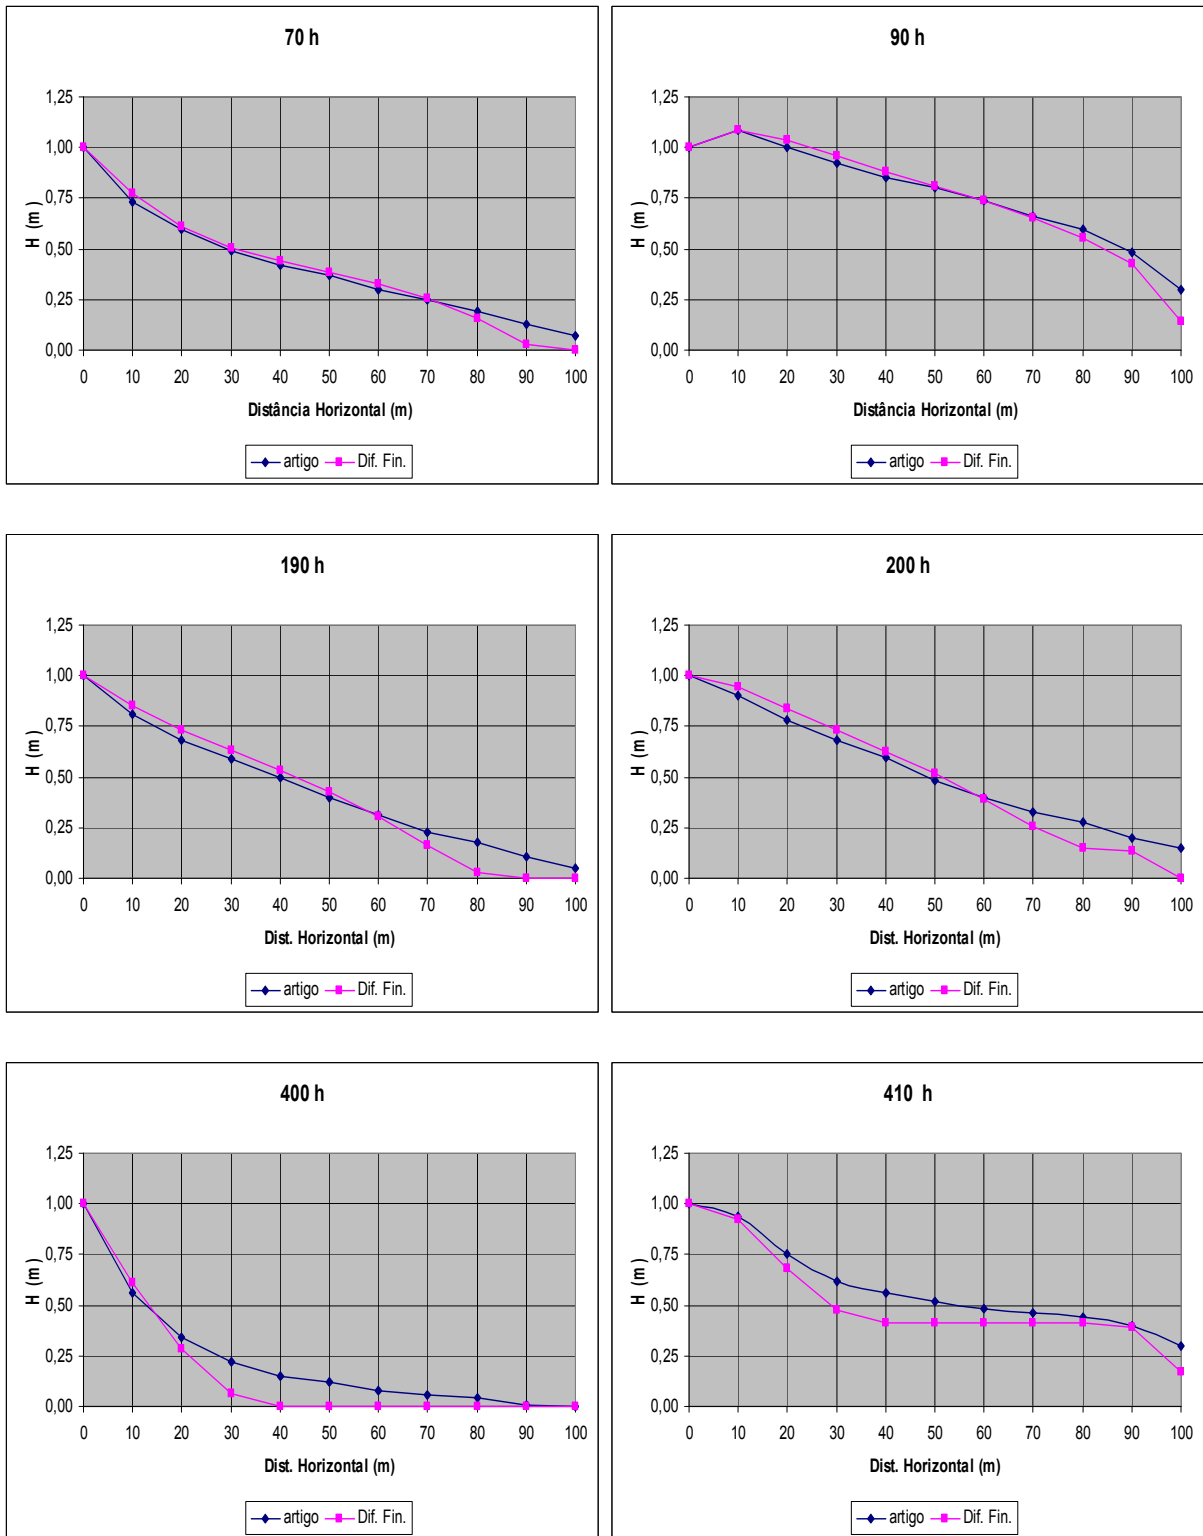 70 h
1,25
1,00
0,75
0,50
0,25
0,00
H (m)
0 10 20 30 40 50 60 70 80 90 100
Distância Horizontal (m)
artigo Dif. Fin.
90 h
1,25
1,00
0,75
0,50
0,25
0,00
H (m)
0 10 20 30 40 50 60 70 80 90 100
Distância Horizontal (m)
artigo Dif. Fin.
190 h
1,25
1,00
0,75
0,50
0,25
0,00
H (m)
0 10 20 30 40 50 60 70 80 90 100
Dist. Horizontal (m)
artigo Dif. Fin.
200 h
1,25
1,00
0,75
0,50
0,25
0,00
H (m)
0 10 20 30 40 50 60 70 80 90 100
Dist. Horizontal (m)
artigo Dif. Fin.
400 h
1,25
1,00
0,75
0,50
0,25
0,00
H (m)
0 10 20 30 40 50 60 70 80 90 100
Dist. Horizontal (m)
artigo Dif. Fin.
410 h
1,25
1,00
0,75
0,50
0,25
0,00
H (m)
0 10 20 30 40 50 60 70 80 90 100
Dist. Horizontal (m)
artigo Dif. Fin.